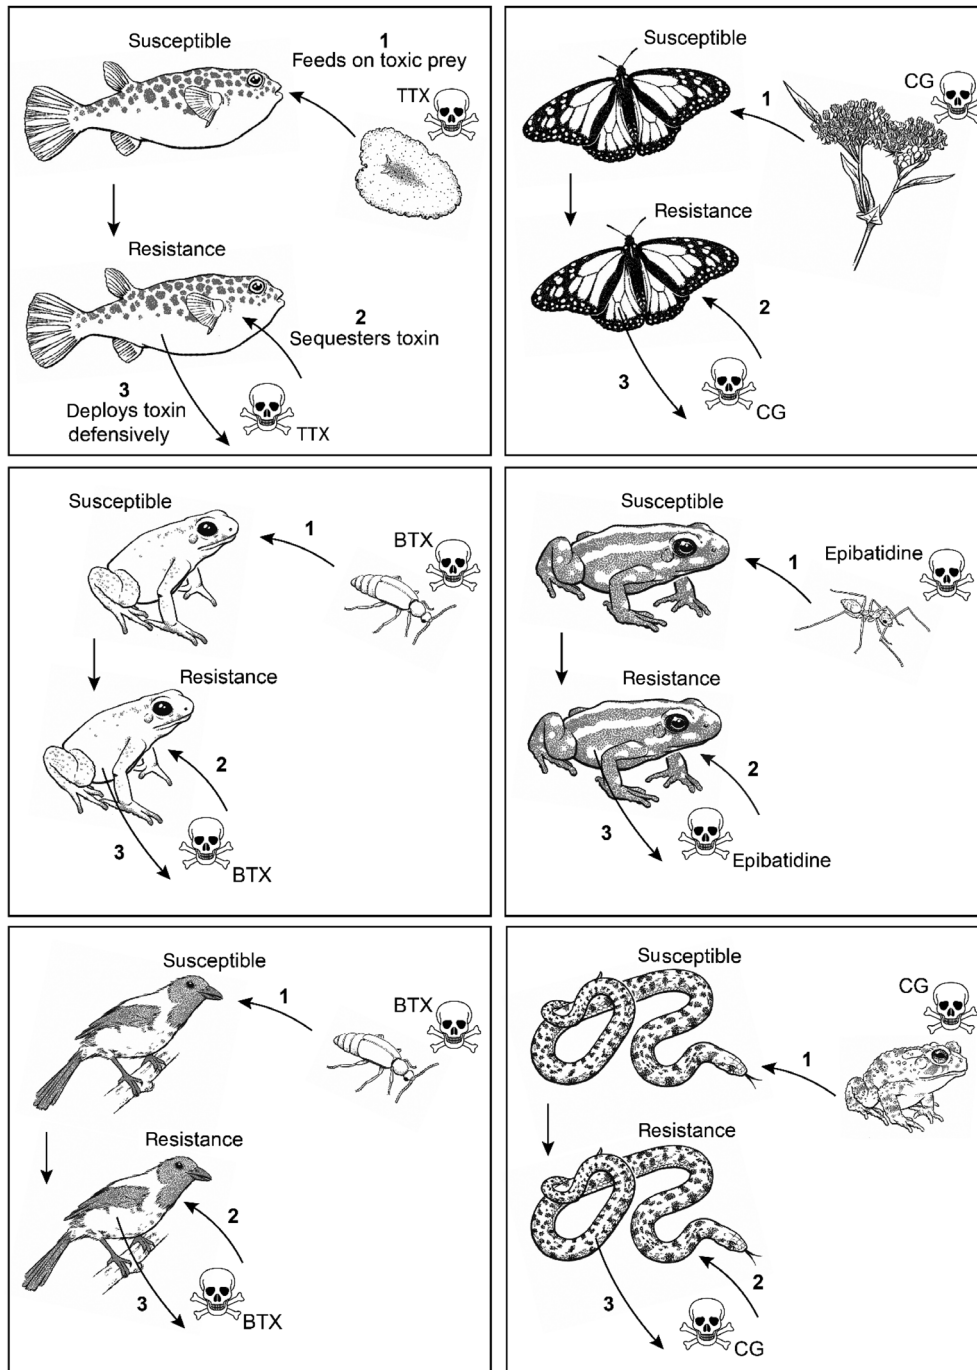 Susceptible
1
Feeds on toxic prey
TTX
Resistance
2
Sequesters toxin
3
Deploys toxin
defensively
TTX
Susceptible
1
CG
Resistance
2
3
CG
Susceptible
1
BTX
Resistance
2
3
BTX
Susceptible
1
Epibatidine
Resistance
2
3
Epibatidine
Susceptible
1
BTX
Resistance
2
3
BTX
Susceptible
CG
1
Resistance
2
3
CG